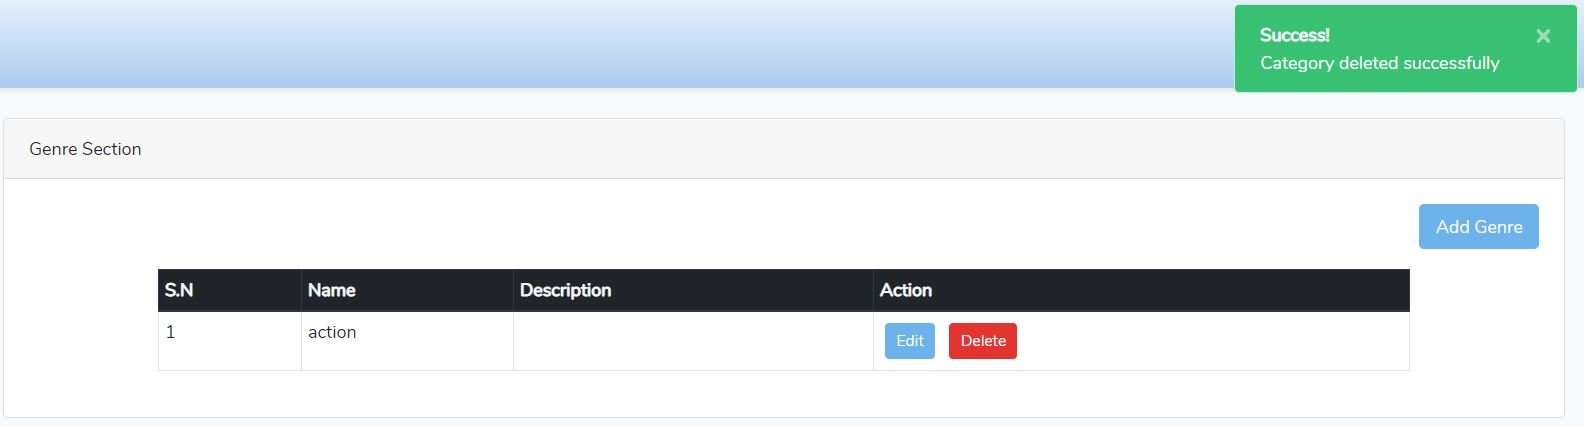 Success!
×
Category deleted successfully
Genre Section
Add Genre
S.N Name Description Action
1 action Edit Delete